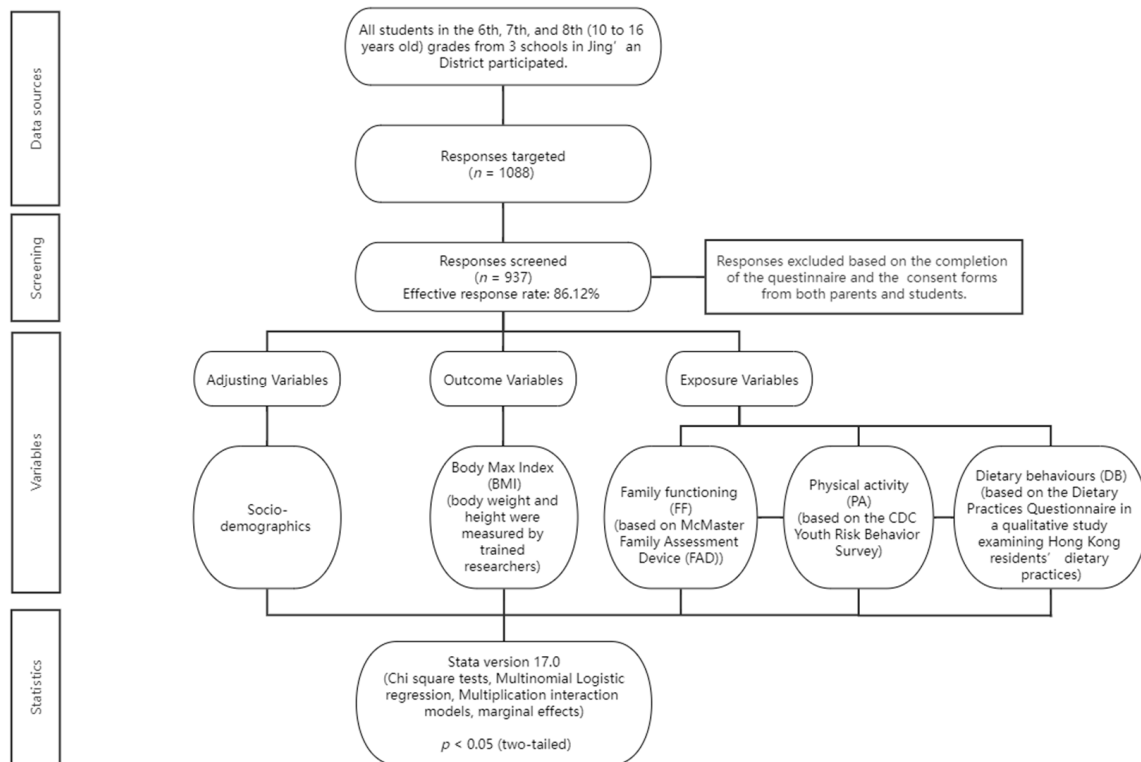 Data sources
All students in the 6th, 7th, and 8th (10 to 16
years old) grades from 3 schools in Jing' an
District participated.
Responses targeted
(n = 1088)
Screening
Responses screened
(n = 937)
Effective response rate: 86.12%
Responses excluded based on the completion
of the questinnaire and the consent forms
from both parents and students.
Variables
Adjusting Variables
Outcome Variables
Exposure Variables
Socio-
demographics
Body Max Index
(BMI)
(body weight and
height were
measured by
trained
researchers)
Family functioning
(FF)
(based on McMaster
Family Assessment
Device (FAD))
Physical activity
(PA)
(based on the CDC
Youth Risk Behavior
Survey)
Dietary behaviours (DB)
(based on the Dietary
Practices Questionnaire in
a qualitative study
examining Hong Kong
residents' dietary
practices)
Statistics
Stata version 17.0
(Chi square tests, Multinomial Logistic
regression, Multiplication interaction
models, marginal effects)
p < 0.05 (two-tailed)